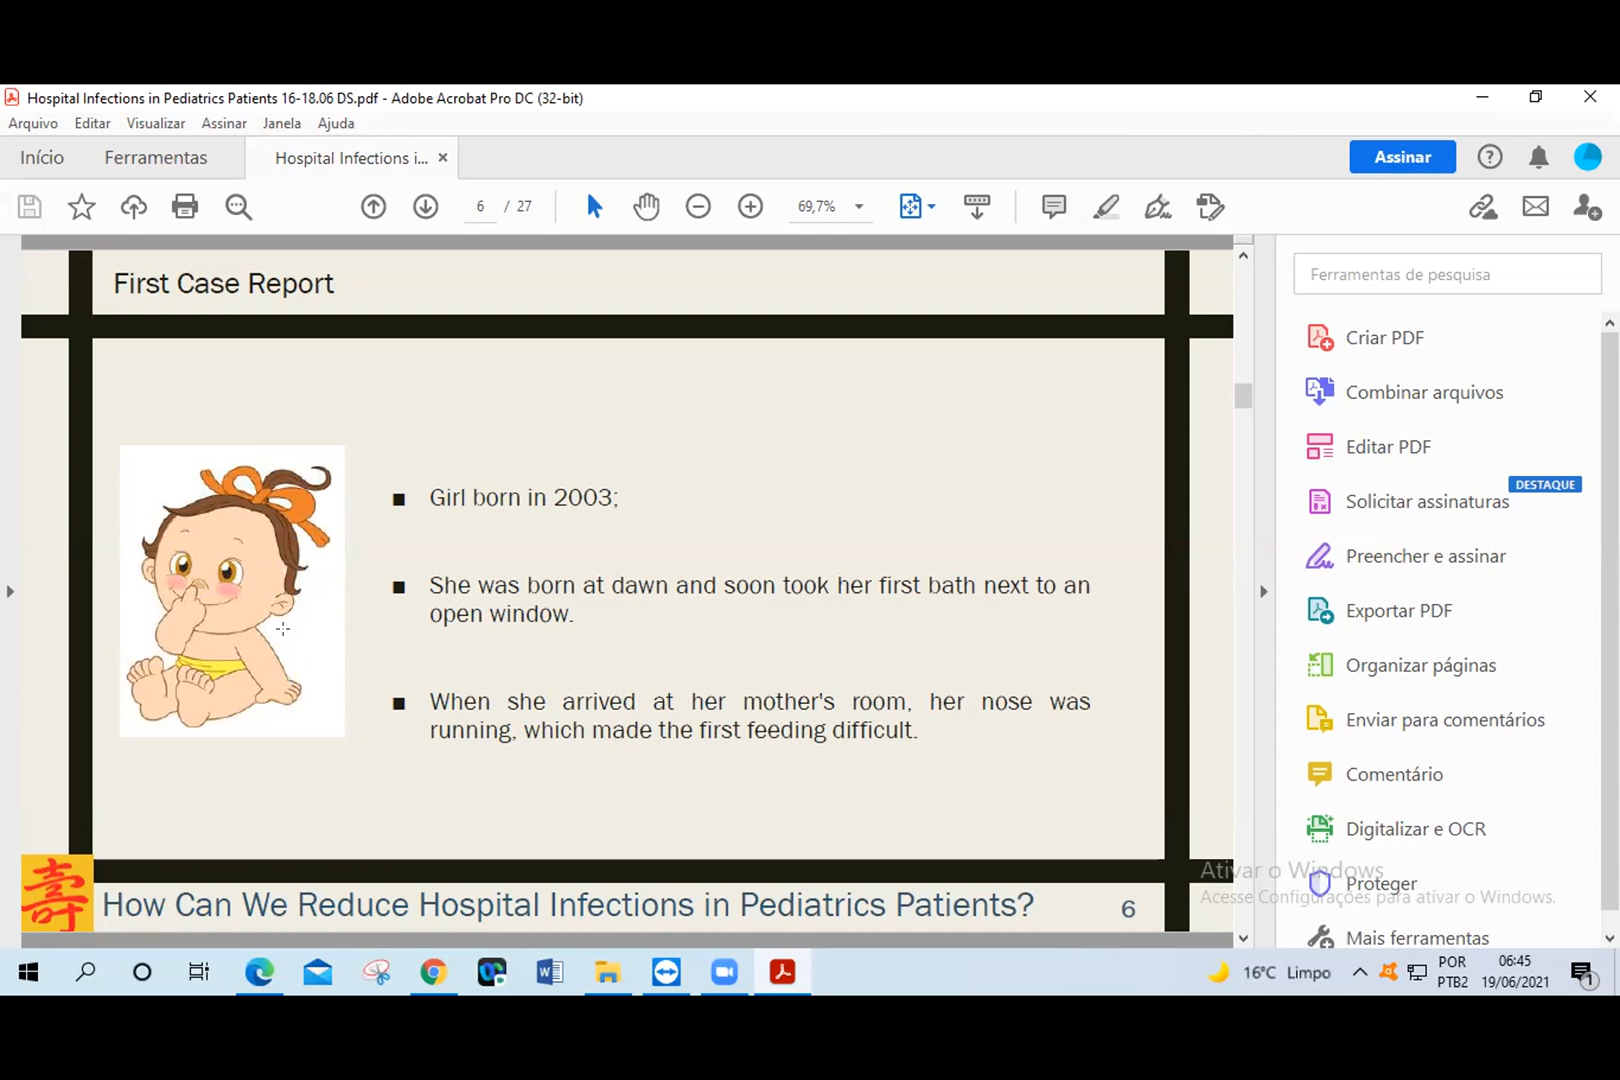 Hospital Infections in Pediatrics Patients 16-18.06 DS.pdf - Adobe Acrobat Pro DC (32-bit)
Arquivo Editar Visualizar Assinar Janela Ajuda
Início Ferramentas Hospital Infections i... Assinar
6 / 27 69,7%
First Case Report
Girl born in 2003;
She was born at dawn and soon took her first bath next to an
open window.
When she arrived at her mother's room, her nose was
running, which made the first feeding difficult.
壽
How Can We Reduce Hospital Infections in Pediatrics Patients? 6
Ferramentas de pesquisa
Criar PDF
Combinar arquivos
Editar PDF
DESTAQUE
Solicitar assinaturas
Preencher e assinar
Exportar PDF
Organizar páginas
Enviar para comentários
Comentário
Digitalizar e OCR
Ativar o Windows
Proteger
Acesse Configurações para ativar o Windows.
Mais ferramentas
16°C Limpo
POR
PTB2
06:45
19/06/2021
1